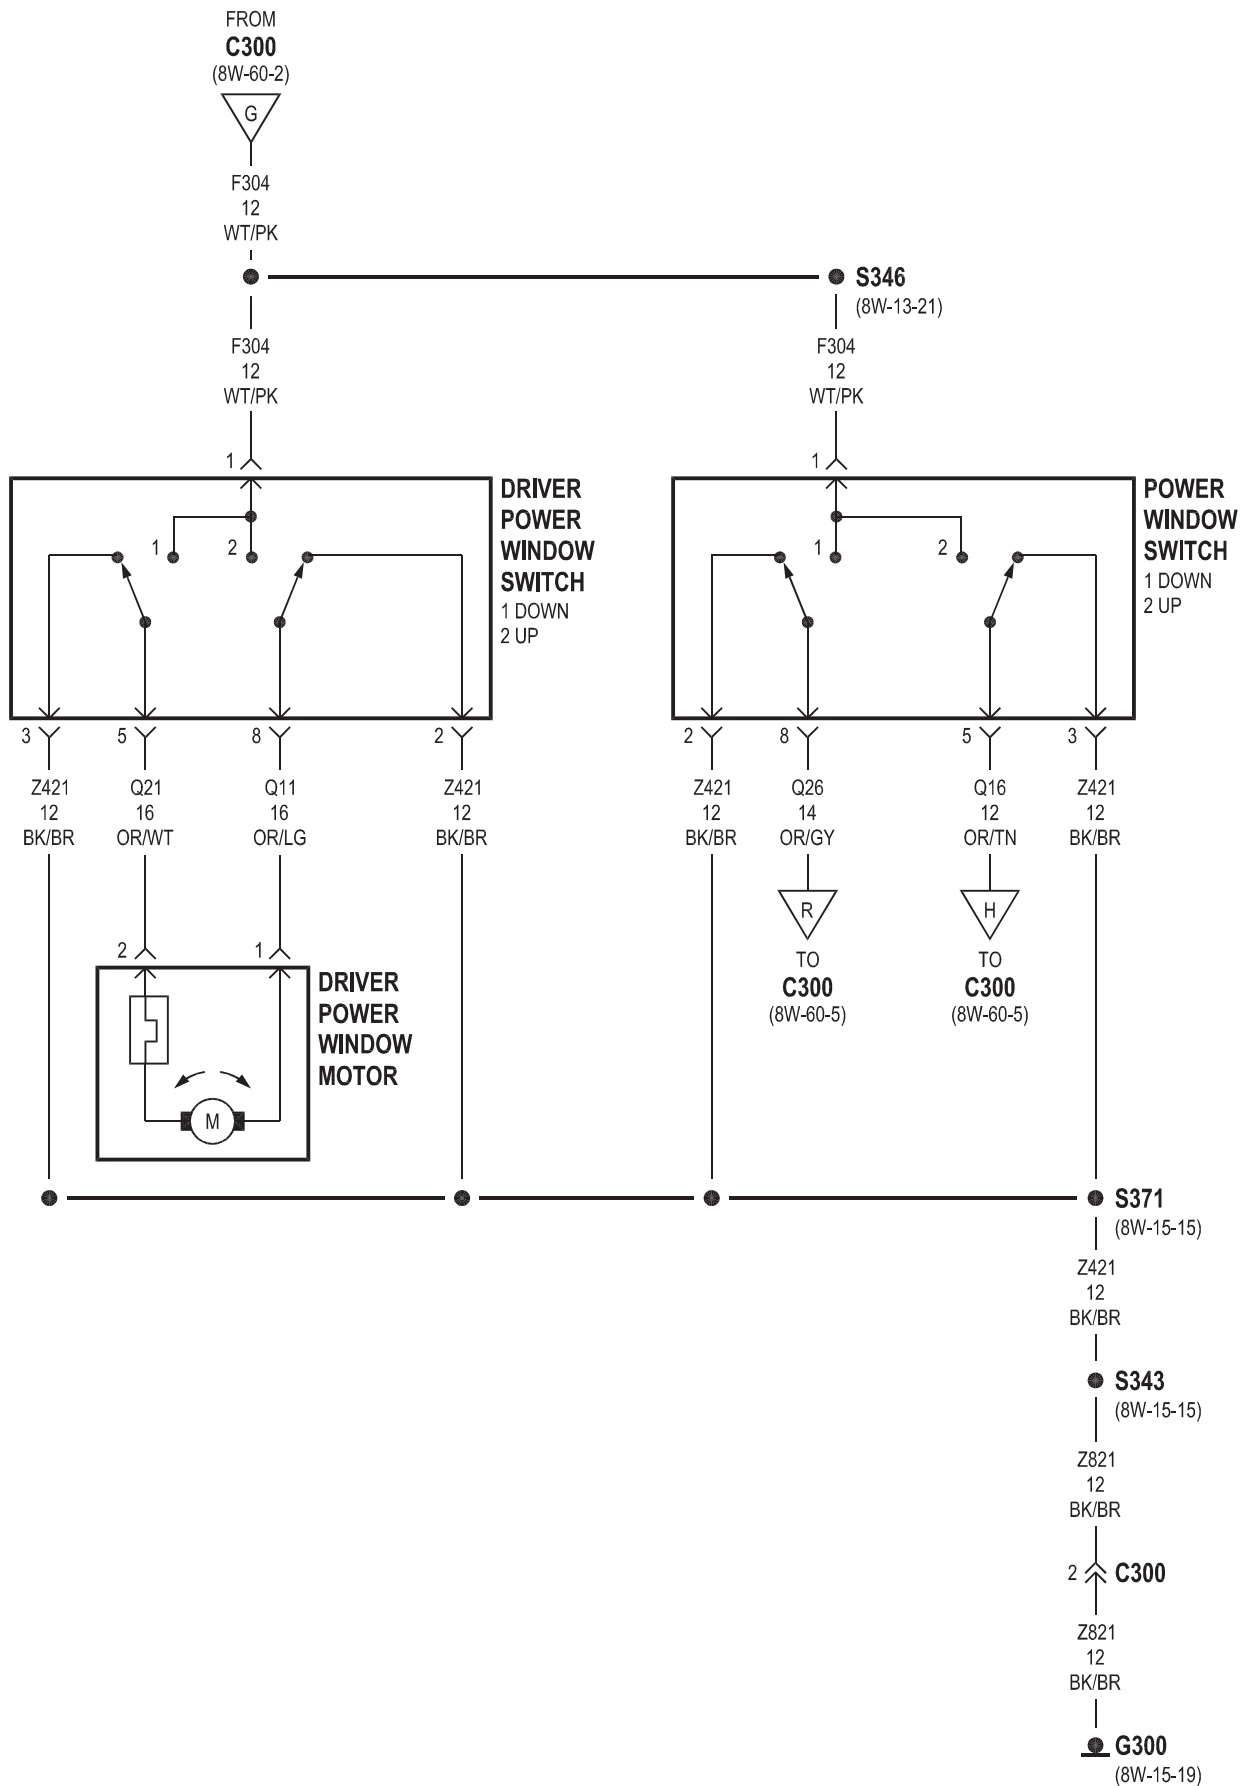 FROM
C300
(8W-60-2)
G
F304
12
WT/PK
S346
(8W-13-21)
F304
12
WT/PK
F304
12
WT/PK
1
1
DRIVER
POWER
WINDOW
SWITCH
1 DOWN
2 UP
1
2
POWER
WINDOW
SWITCH
1 DOWN
2 UP
1
2
3
5
8
2
2
8
5
3
Z421
12
BK/BR
Q21
16
OR/WT
Q11
16
OR/LG
Z421
12
BK/BR
Z421
12
BK/BR
Q26
14
OR/GY
Q16
12
OR/TN
Z421
12
BK/BR
R
TO
C300
(8W-60-5)
H
TO
C300
(8W-60-5)
2
1
DRIVER
POWER
WINDOW
MOTOR
M
S371
(8W-15-15)
Z421
12
BK/BR
S343
(8W-15-15)
Z821
12
BK/BR
2
C300
Z821
12
BK/BR
G300
(8W-15-19)